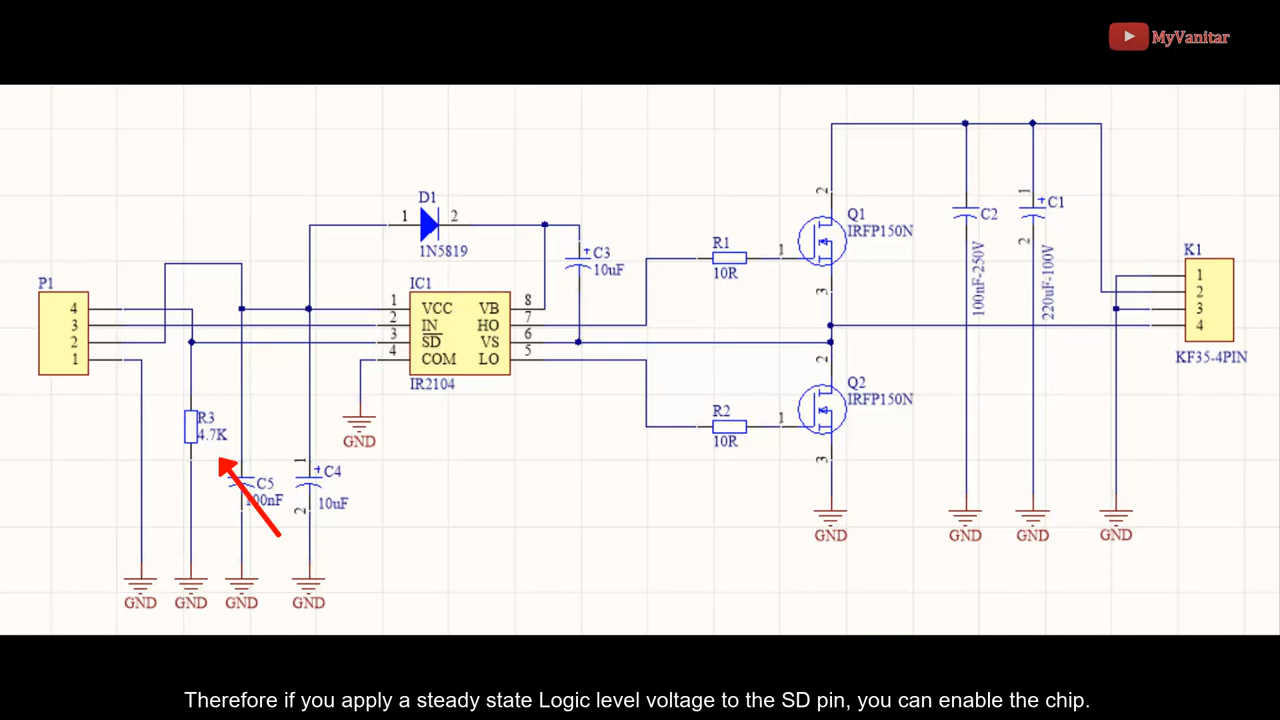 MyVanitar
D1
1
2
1N5819
C3
10uF
P1
4
3
2
1
IC1
1
2
3
4
VCC
IN
SD
COM
VB
HO
VS
LO
8
7
6
5
IR2104
GND
R1
10R
1
2
Q1
IRFP150N
3
R2
10R
1
2
Q2
IRFP150N
3
GND
C2
100nF-250V
GND
1
C1
2
220uF-100V
GND
K1
1
2
3
4
KF35-4PIN
GND
R3
4.7K
C5
100nF
1
C4
2
10uF
GND
GND
GND
GND
Therefore if you apply a steady state Logic level voltage to the SD pin, you can enable the chip.